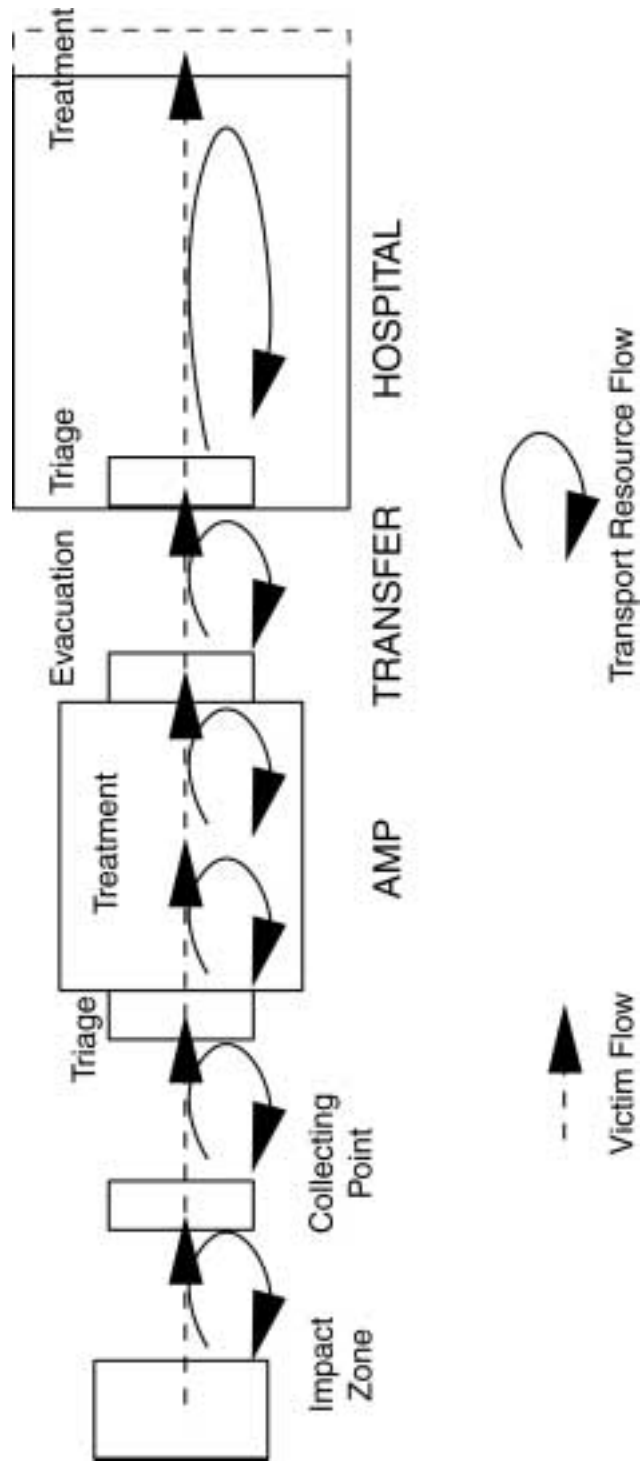 Triage
Treatment
Evacuation
Triage
Treatment
Impact
Zone
Collecting
Point
AMP
TRANSFER
HOSPITAL
Victim Flow
Transport Resource Flow